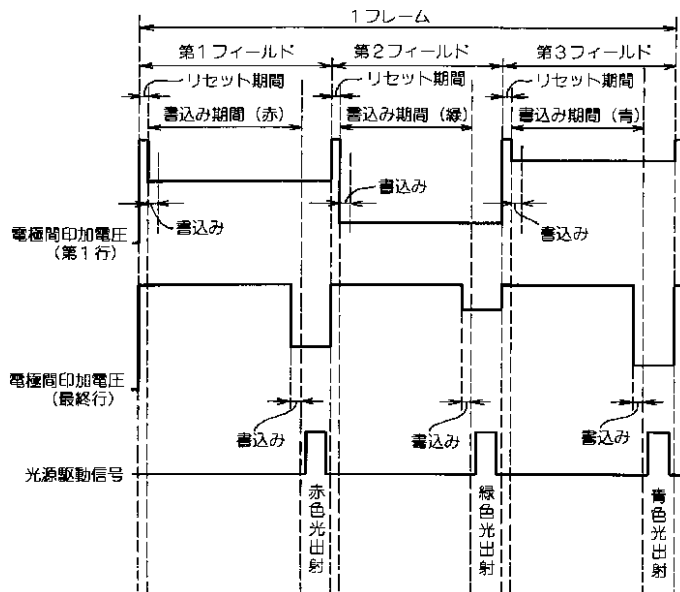 1フレーム
第1フィールド
第2フィールド
第3フィールド
リセット期間
リセット期間
リセット期間
書込み期間（赤）
書込み期間（緑）
書込み期間（青）
書込み
書込み
書込み
電極間印加電圧
（第1行）
電極間印加電圧
（最終行）
書込み
書込み
書込み
光源駆動信号
赤色光出射
緑色光出射
青色光出射